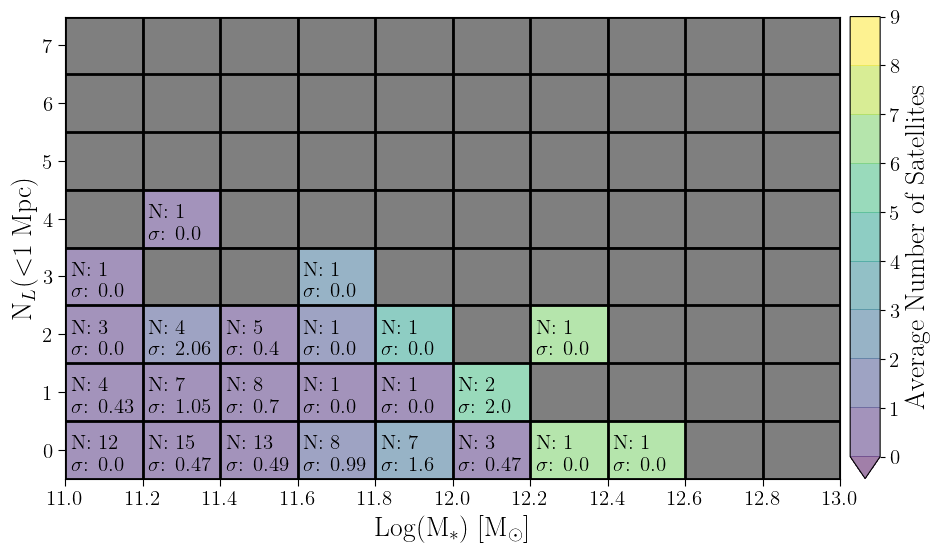 9
7
8
6
7
5
6
N: 1
σ: 0.0
4
5
N: 1
σ: 0.0
N: 1
σ: 0.0
3
4
N: 3
σ: 0.0
N: 4
σ: 2.06
N: 5
σ: 0.4
N: 1
σ: 0.0
N: 1
σ: 0.0
N: 1
σ: 0.0
2
3
N: 4
σ: 0.43
N: 7
σ: 1.05
N: 8
σ: 0.7
N: 1
σ: 0.0
N: 1
σ: 0.0
N: 2
σ: 2.0
1
2
N: 12
σ: 0.0
N: 15
σ: 0.47
N: 13
σ: 0.49
N: 8
σ: 0.99
N: 7
σ: 1.6
N: 3
σ: 0.47
N: 1
σ: 0.0
N: 1
σ: 0.0
0
1
0
11.0 11.2 11.4 11.6 11.8 12.0 12.2 12.4 12.6 12.8 13.0
Log(M*) [M⊙]
N_L(<1 Mpc)
Average Number of Satellites